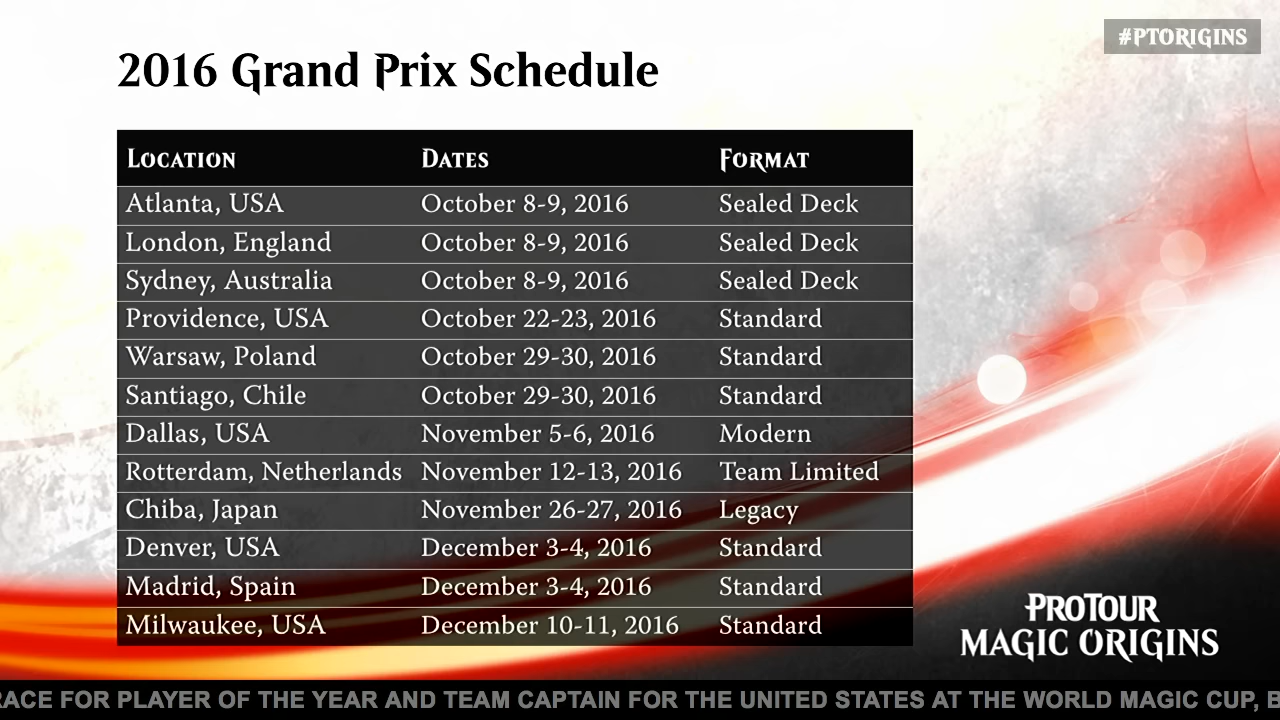 #PTORIGINS
2016 Grand Prix Schedule
Location Dates Format
Atlanta, USA October 8-9, 2016 Sealed Deck
London, England October 8-9, 2016 Sealed Deck
Sydney, Australia October 8-9, 2016 Sealed Deck
Providence, USA October 22-23, 2016 Standard
Warsaw, Poland October 29-30, 2016 Standard
Santiago, Chile October 29-30, 2016 Standard
Dallas, USA November 5-6, 2016 Modern
Rotterdam, Netherlands November 12-13, 2016 Team Limited
Chiba, Japan November 26-27, 2016 Legacy
Denver, USA December 3-4, 2016 Standard
Madrid, Spain December 3-4, 2016 Standard
Milwaukee, USA December 10-11, 2016 Standard
PROTOUR
MAGIC ORIGINS
RACE FOR PLAYER OF THE YEAR AND TEAM CAPTAIN FOR THE UNITED STATES AT THE WORLD MAGIC CUP,